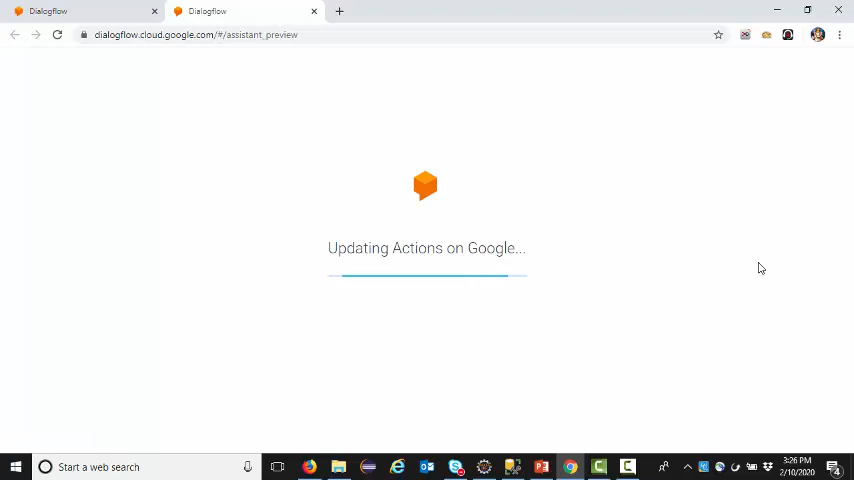 Dialogflow
Dialogflow
dialogflow.cloud.google.com/#/assistant_preview
Updating Actions on Google...
Start a web search
3:26 PM
2/10/2020
4